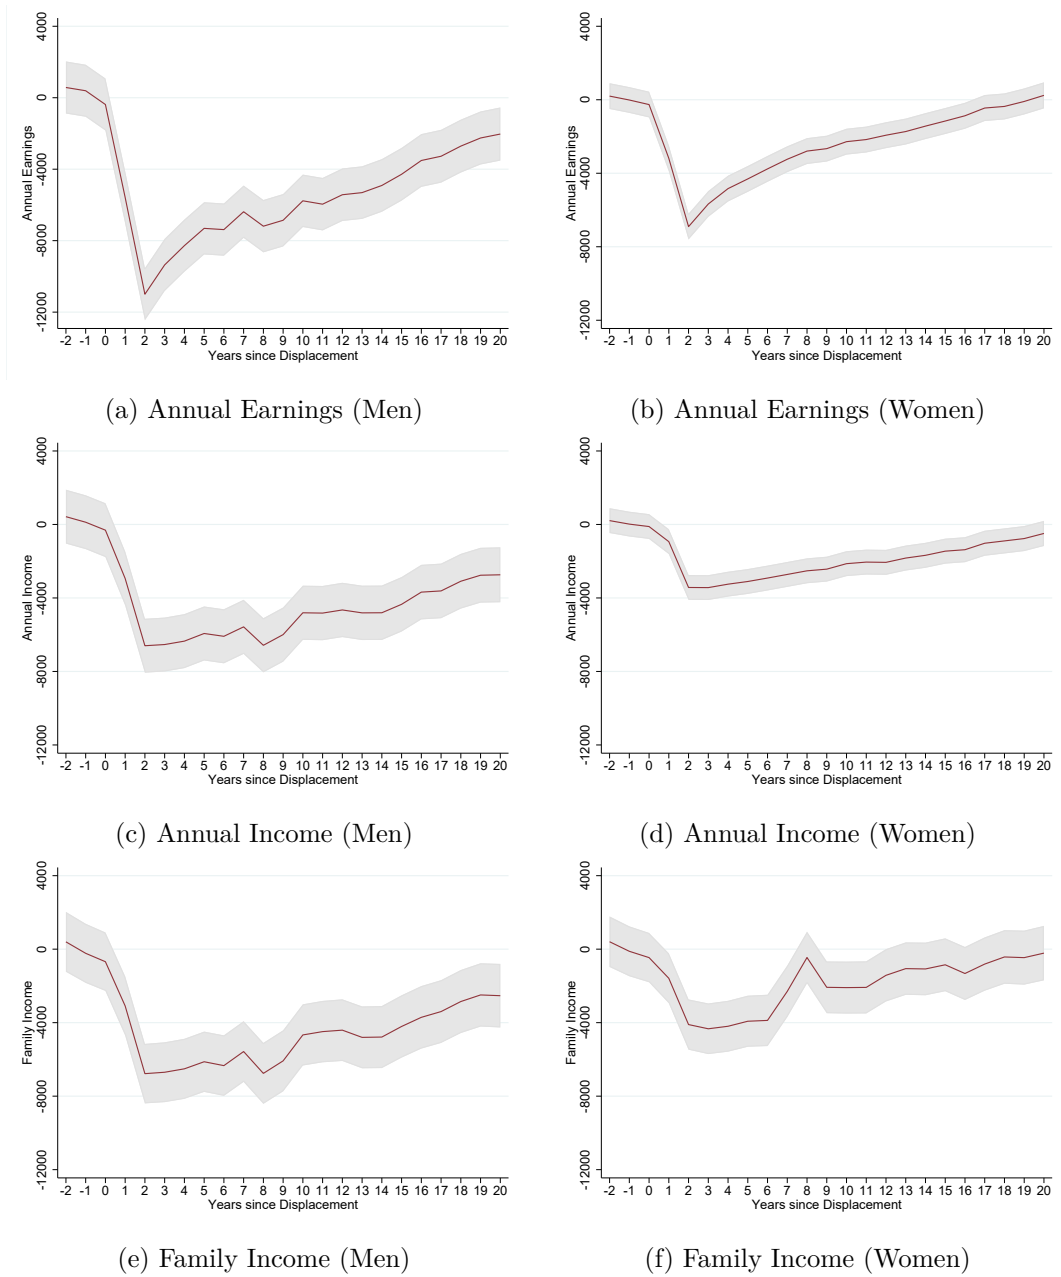 4000
0
-4000
-8000
-12000
Annual Earnings
-2 -1 0 1 2 3 4 5 6 7 8 9 10 11 12 13 14 15 16 17 18 19 20
Years since Displacement
(a) Annual Earnings (Men)
4000
0
-4000
-8000
-12000
Annual Earnings
-2 -1 0 1 2 3 4 5 6 7 8 9 10 11 12 13 14 15 16 17 18 19 20
Years since Displacement
(b) Annual Earnings (Women)
4000
0
-4000
-8000
-12000
Annual Income
-2 -1 0 1 2 3 4 5 6 7 8 9 10 11 12 13 14 15 16 17 18 19 20
Years since Displacement
(c) Annual Income (Men)
4000
0
-4000
-8000
-12000
Annual Income
-2 -1 0 1 2 3 4 5 6 7 8 9 10 11 12 13 14 15 16 17 18 19 20
Years since Displacement
(d) Annual Income (Women)
4000
0
-4000
-8000
-12000
Family Income
-2 -1 0 1 2 3 4 5 6 7 8 9 10 11 12 13 14 15 16 17 18 19 20
Years since Displacement
(e) Family Income (Men)
4000
0
-4000
-8000
-12000
Family Income
-2 -1 0 1 2 3 4 5 6 7 8 9 10 11 12 13 14 15 16 17 18 19 20
Years since Displacement
(f) Family Income (Women)